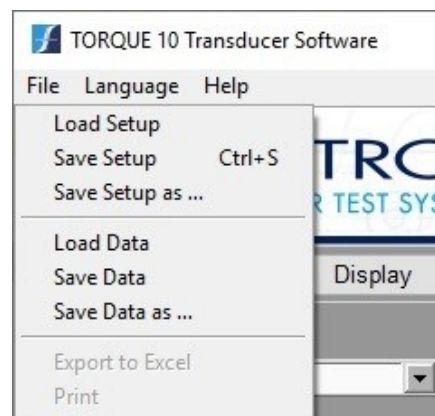 TORQUE 10 Transducer Software
File Language Help
Load Setup
Save Setup Ctrl+S
Save Setup as ...
Load Data
Save Data
Save Data as ...
Export to Excel
Print
TEST
Display